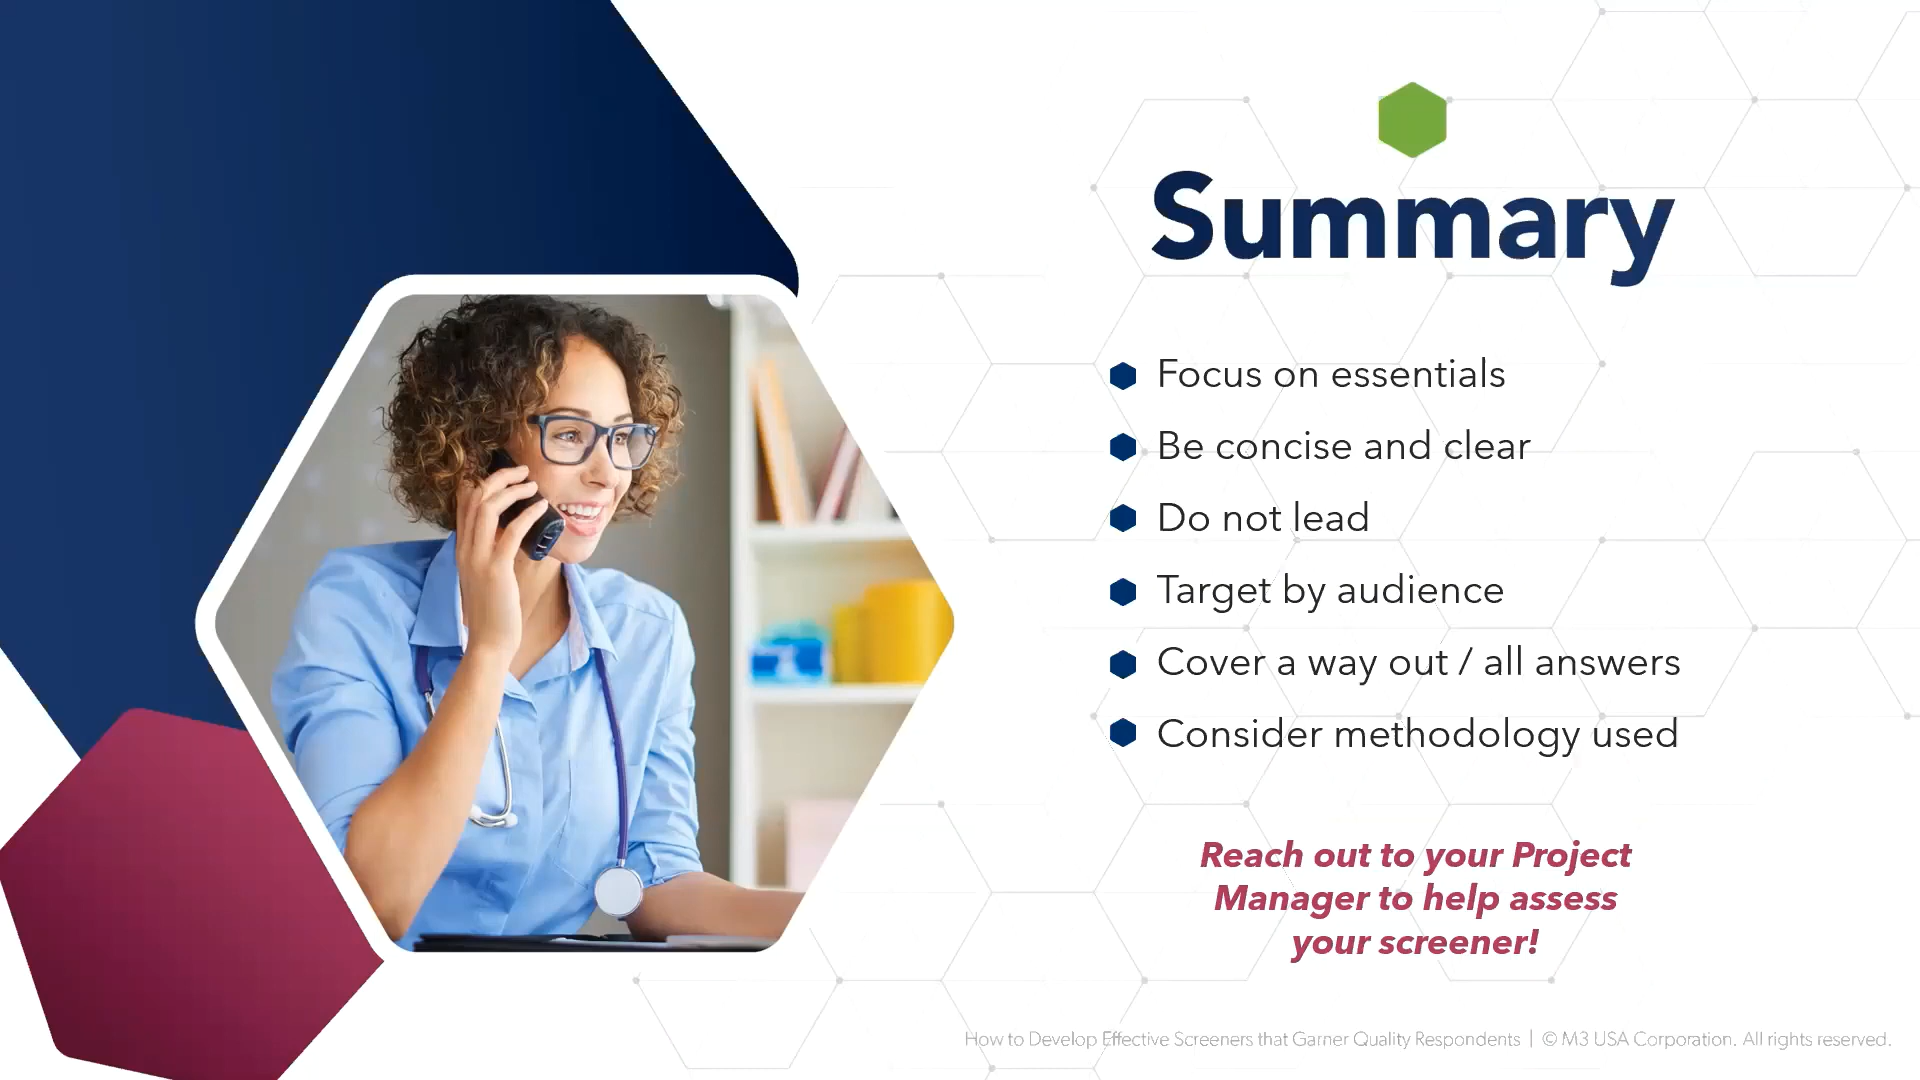 Summary
Focus on essentials
Be concise and clear
Do not lead
Target by audience
Cover a way out / all answers
Consider methodology used
Reach out to your Project
Manager to help assess
your screener!
How to Develop Effective Screeners that Garner Quality Respondents | © M3 USA Corporation. All rights reserved.